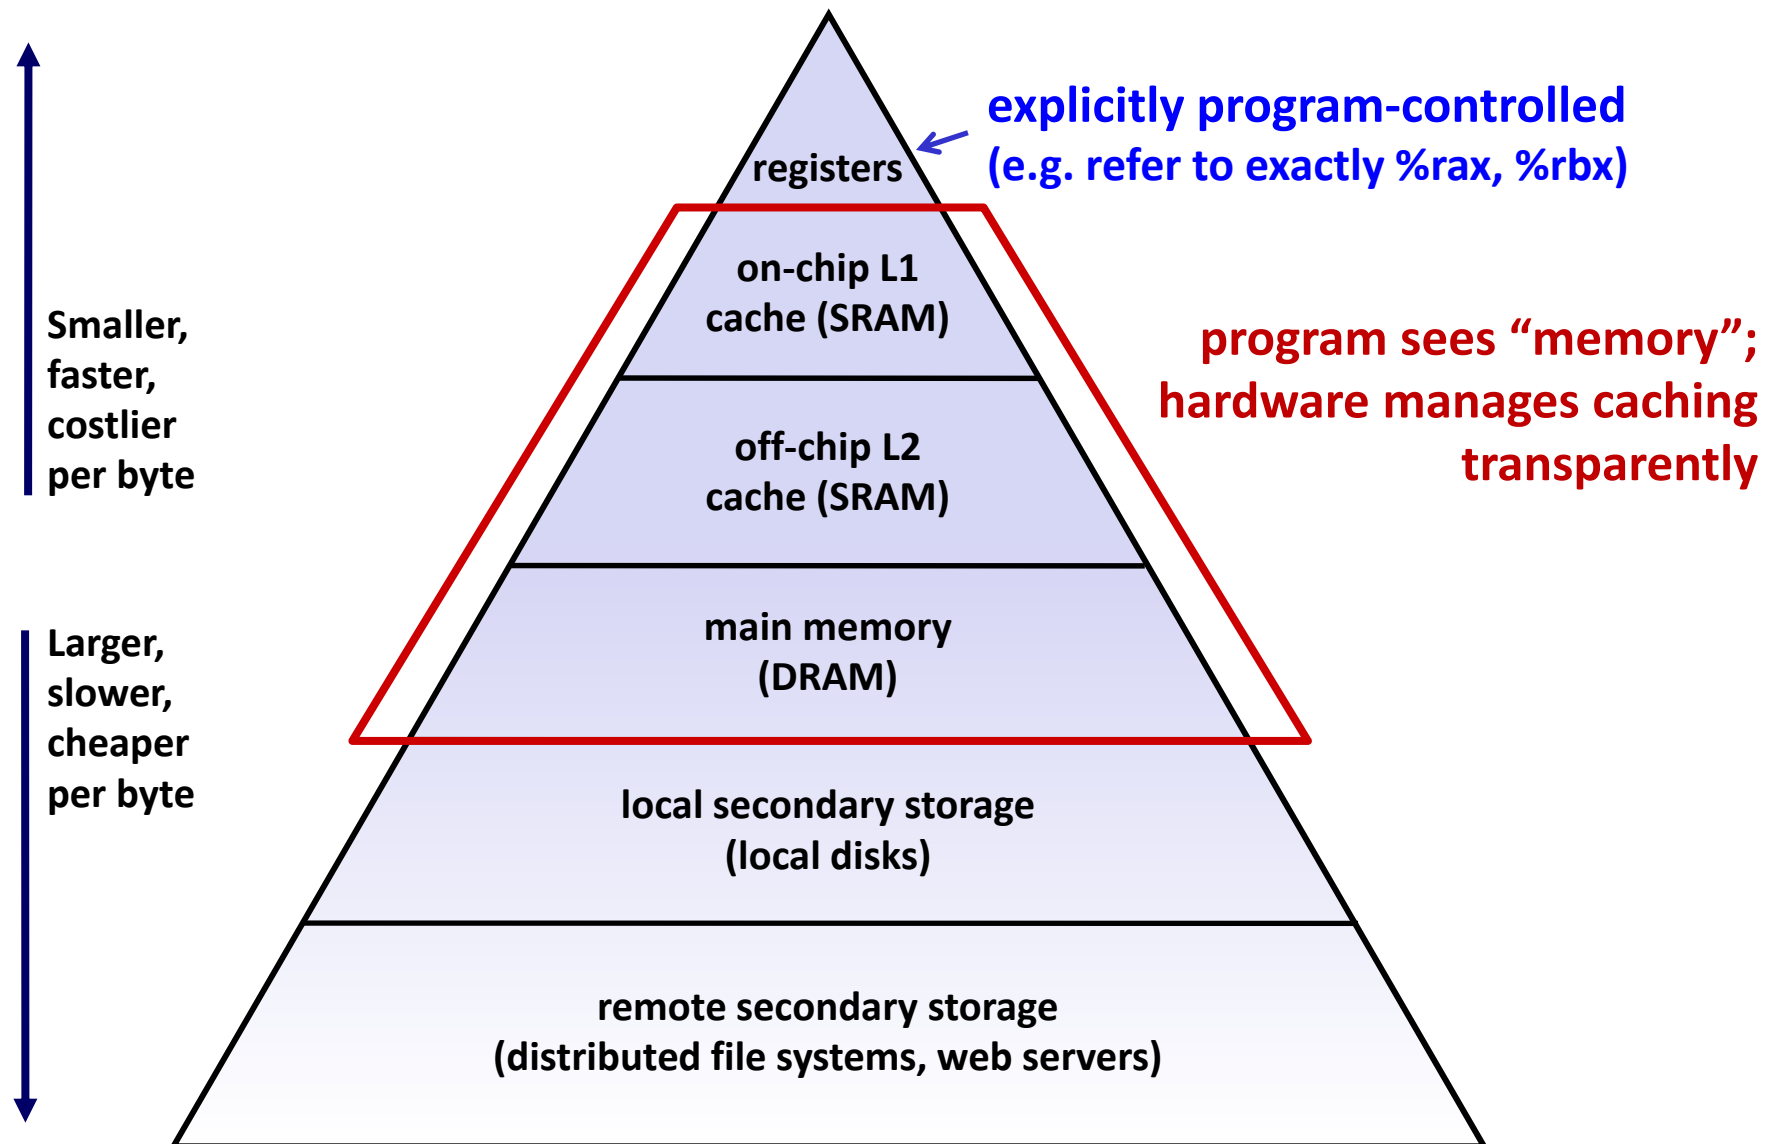 explicitly program-controlled
(e.g. refer to exactly %rax, %rbx)
registers
on-chip L1
cache (SRAM)
Smaller,
faster,
costlier
per byte
program sees “memory”;
hardware manages caching
transparently
off-chip L2
cache (SRAM)
main memory
(DRAM)
Larger,
slower,
cheaper
per byte
local secondary storage
(local disks)
remote secondary storage
(distributed file systems, web servers)